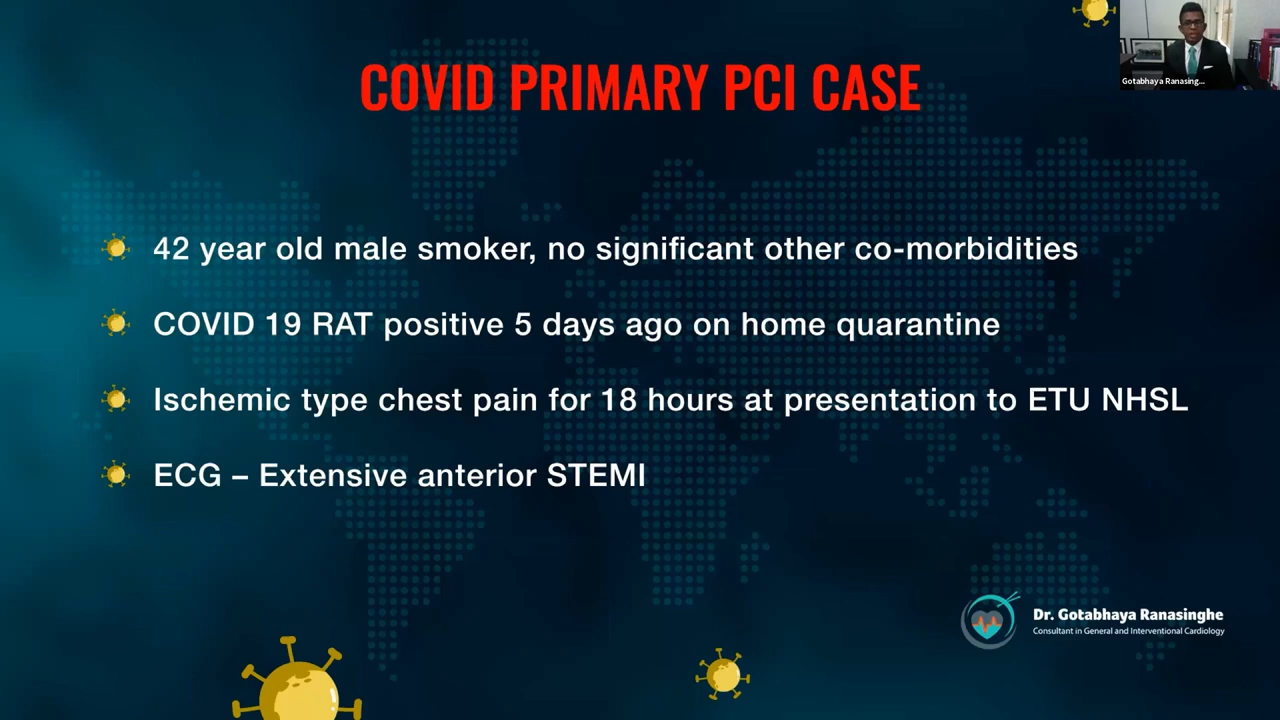 COVID PRIMARY PCI CASE
Gotabhaya Ranasing...
42 year old male smoker, no significant other co-morbidities
COVID 19 RAT positive 5 days ago on home quarantine
Ischemic type chest pain for 18 hours at presentation to ETU NHSL
ECG – Extensive anterior STEMI
Dr. Gotabhaya Ranasinghe
Consultant in General and Interventional Cardiology